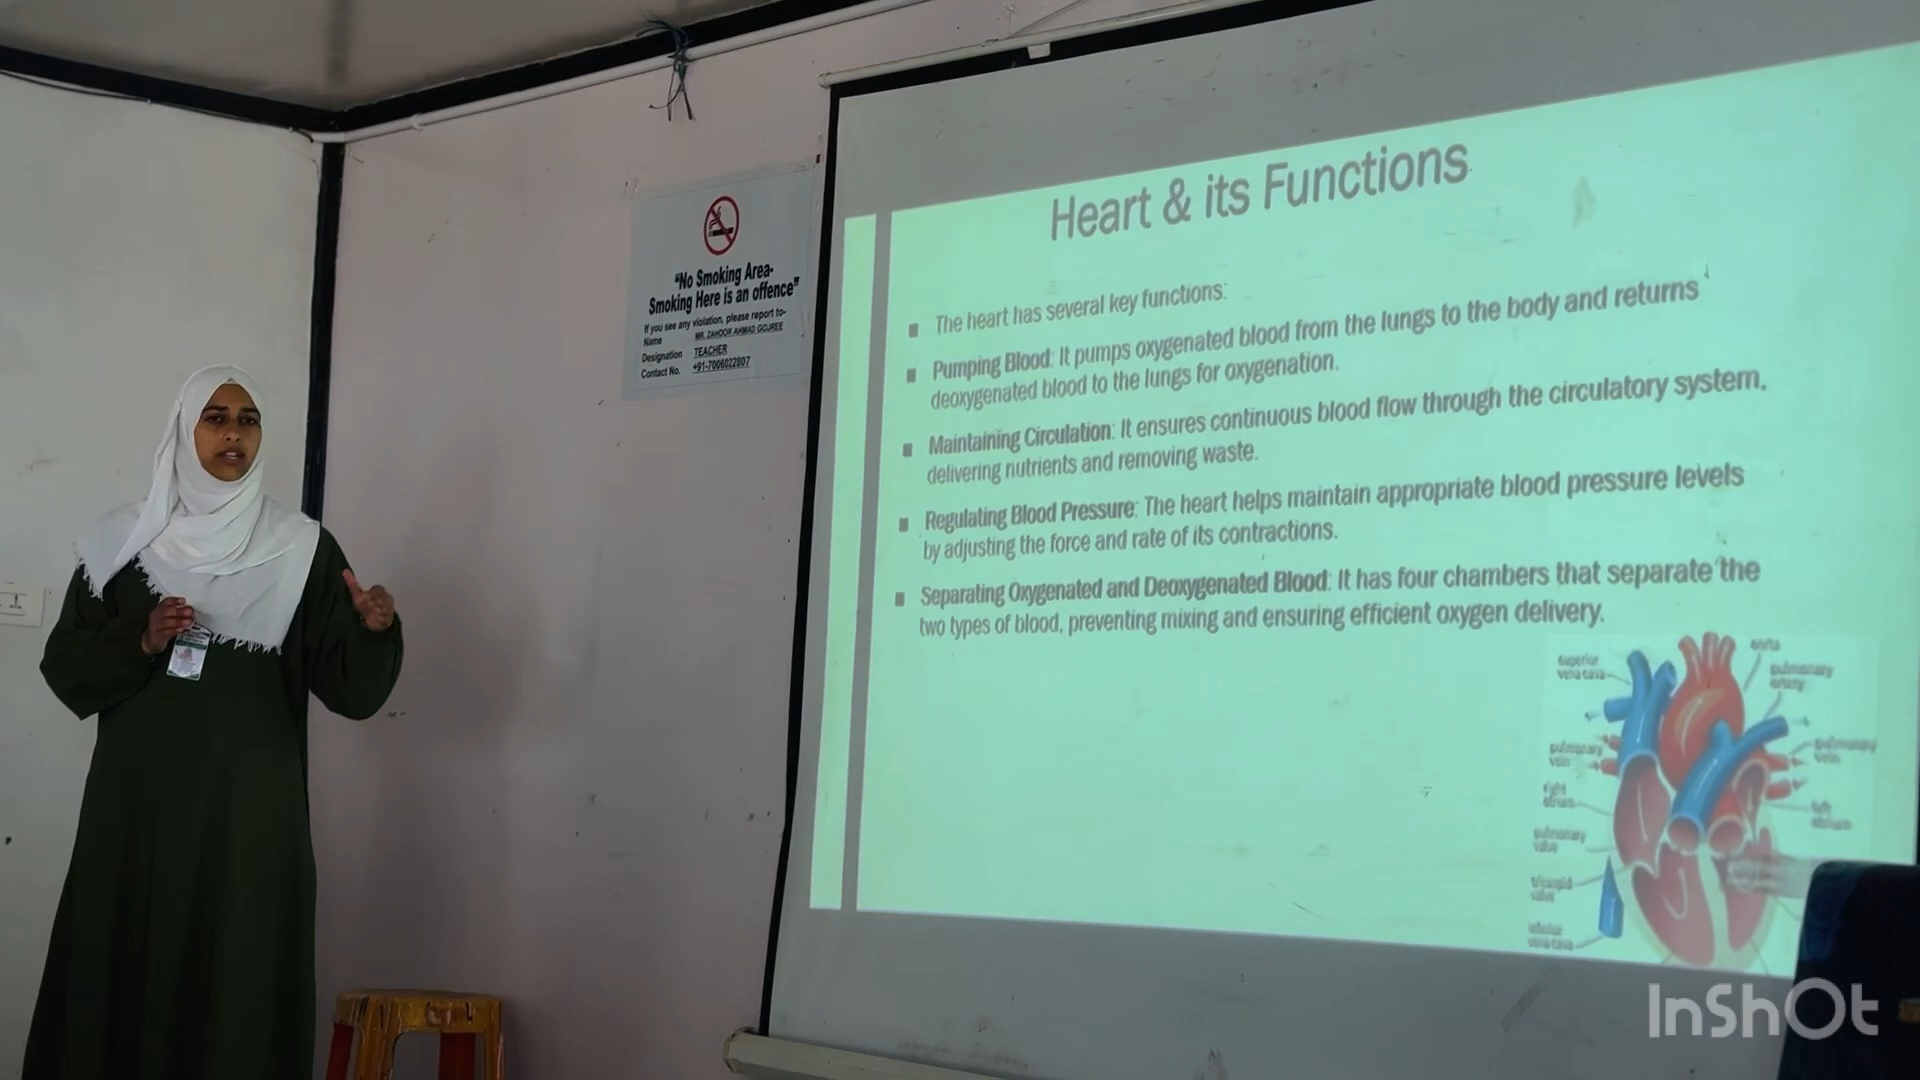 "No Smoking Area-
Smoking Here is an offence"
If you see any violation, please report to-
Name MR. ZAHOOR AHMAD GOJREE
Designation TEACHER
Contact No. +91-7006022807
Heart & its Functions
The heart has several key functions:
Pumping Blood: It pumps oxygenated blood from the lungs to the body and returns
deoxygenated blood to the lungs for oxygenation.
Maintaining Circulation: It ensures continuous blood flow through the circulatory system,
delivering nutrients and removing waste.
Regulating Blood Pressure: The heart helps maintain appropriate blood pressure levels
by adjusting the force and rate of its contractions.
Separating Oxygenated and Deoxygenated Blood: It has four chambers that separate the
two types of blood, preventing mixing and ensuring efficient oxygen delivery.
superior
vena cava
aorta
pulmonary
artery
pulmonary
vein
pulmonary
vein
right
atrium
left
atrium
pulmonary
valve
tricuspid
valve
inferior
vena cava
InShOt